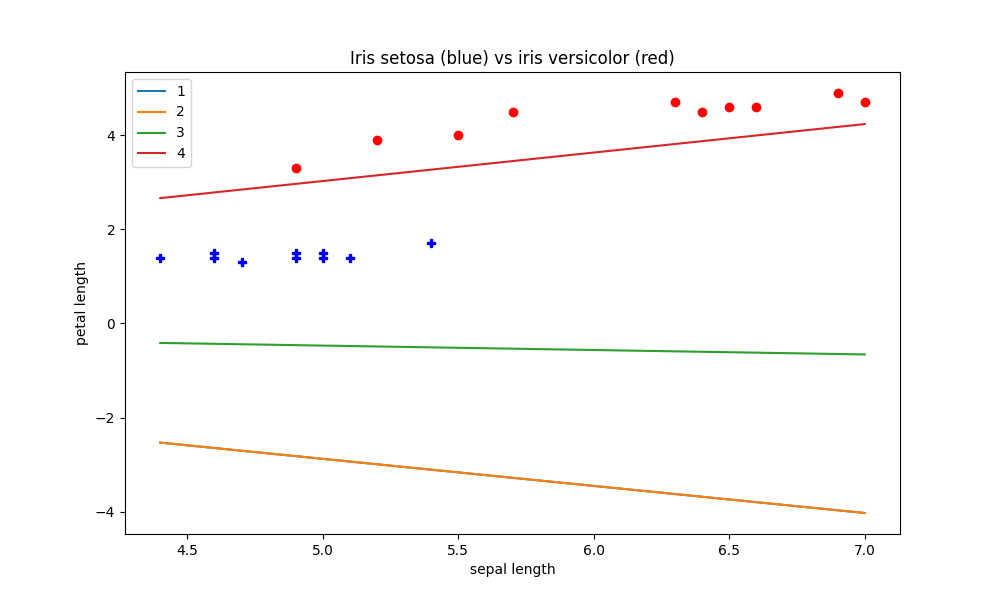 Iris setosa (blue) vs iris versicolor (red)
1
2
3
4
4
2
0
−2
−4
petal length
4.5 5.0 5.5 6.0 6.5 7.0
sepal length